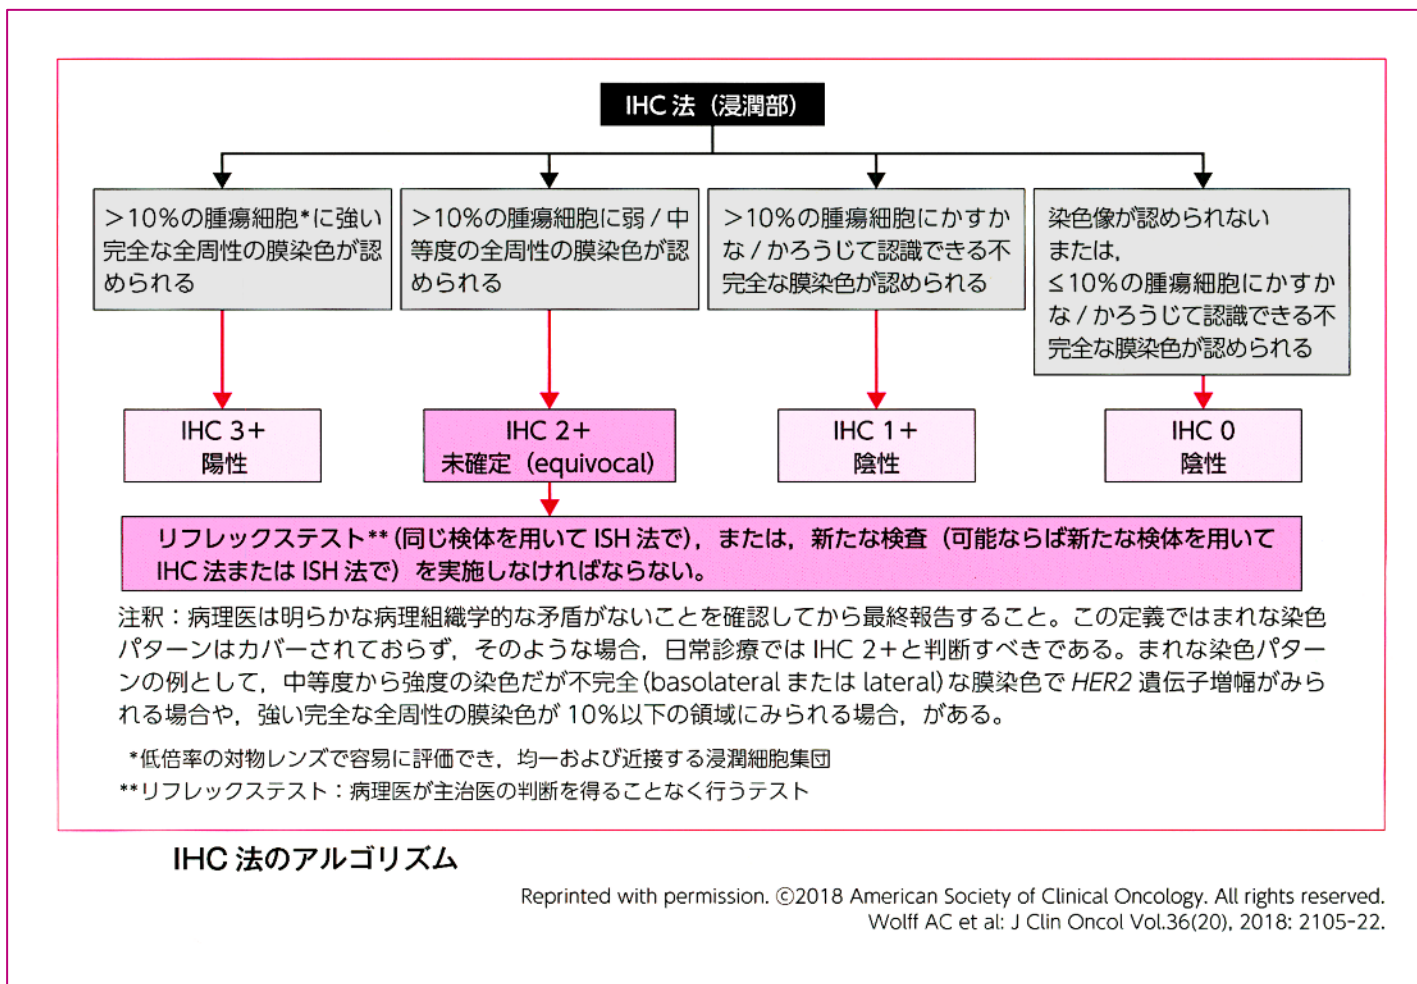 IHC 法（浸潤部）
＞10％の腫瘍細胞*に強い
完全な全周性の膜染色が認
められる
＞10％の腫瘍細胞に弱 / 中
等度の全周性の膜染色が認
められる
＞10％の腫瘍細胞にかすか
な / かろうじて認識できる不
完全な膜染色が認められる
染色像が認められない
または，
≤10％の腫瘍細胞にかすか
な / かろうじて認識できる不
完全な膜染色が認められる
IHC 3＋
陽性
IHC 2＋
未確定（equivocal）
IHC 1＋
陰性
IHC 0
陰性
リフレックステスト**（同じ検体を用いて ISH 法で），または，新たな検査（可能ならば新たな検体を用いて
IHC 法または ISH 法で）を実施しなければならない。
注釈：病理医は明らかな病理組織学的な矛盾がないことを確認してから最終報告すること。この定義ではまれな染色
パターンはカバーされておらず，そのような場合，日常診療では IHC 2＋と判断すべきである。まれな染色パター
ンの例として，中等度から強度の染色だが不完全（basolateral または lateral）な膜染色で HER2 遺伝子増幅がみら
れる場合や，強い完全な全周性の膜染色が 10％以下の領域にみられる場合，がある。
*低倍率の対物レンズで容易に評価でき，均一および近接する浸潤細胞集団
**リフレックステスト：病理医が主治医の判断を得ることなく行うテスト
IHC 法のアルゴリズム
Reprinted with permission. ©2018 American Society of Clinical Oncology. All rights reserved.
Wolff AC et al: J Clin Oncol Vol.36(20), 2018: 2105-22.